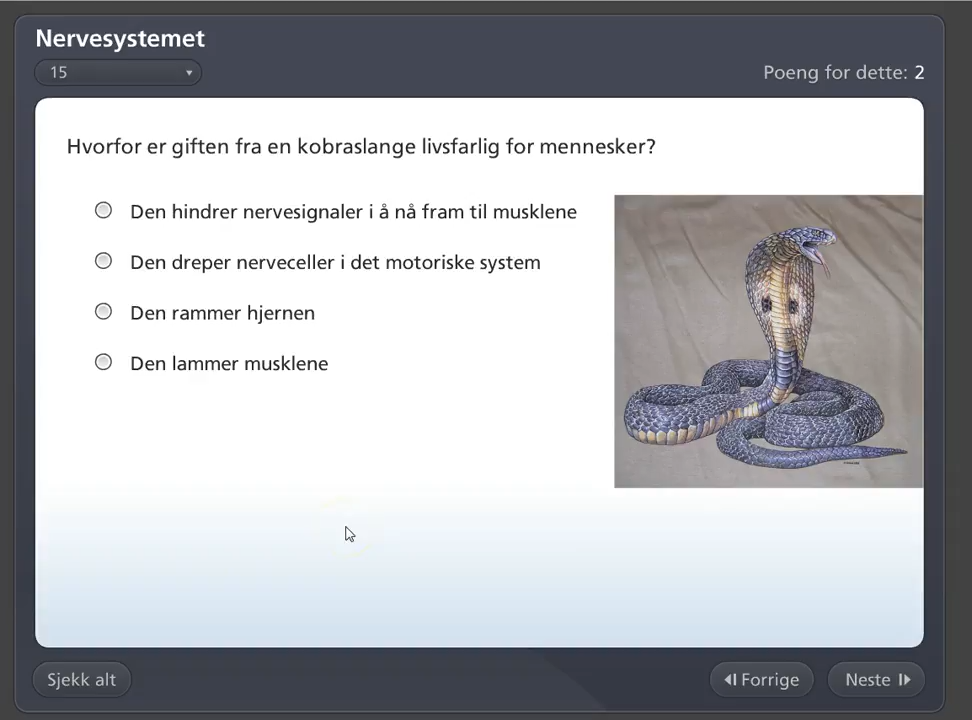 Nervesystemet
15
Poeng for dette: 2
Hvorfor er giften fra en kobraslange livsfarlig for mennesker?
Den hindrer nervesignaler i å nå fram til musklene
Den dreper nerveceller i det motoriske system
Den rammer hjernen
Den lammer musklene
Sjekk alt
Forrige
Neste